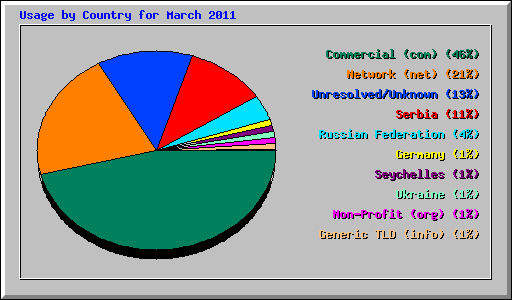 Usage by Country for March 2011
Commercial (com) (46%)
Network (net) (21%)
Unresolved/Unknown (13%)
Serbia (11%)
Russian Federation (4%)
Germany (1%)
Seychelles (1%)
Ukraine (1%)
Non-Profit (org) (1%)
Generic TLD (info) (1%)